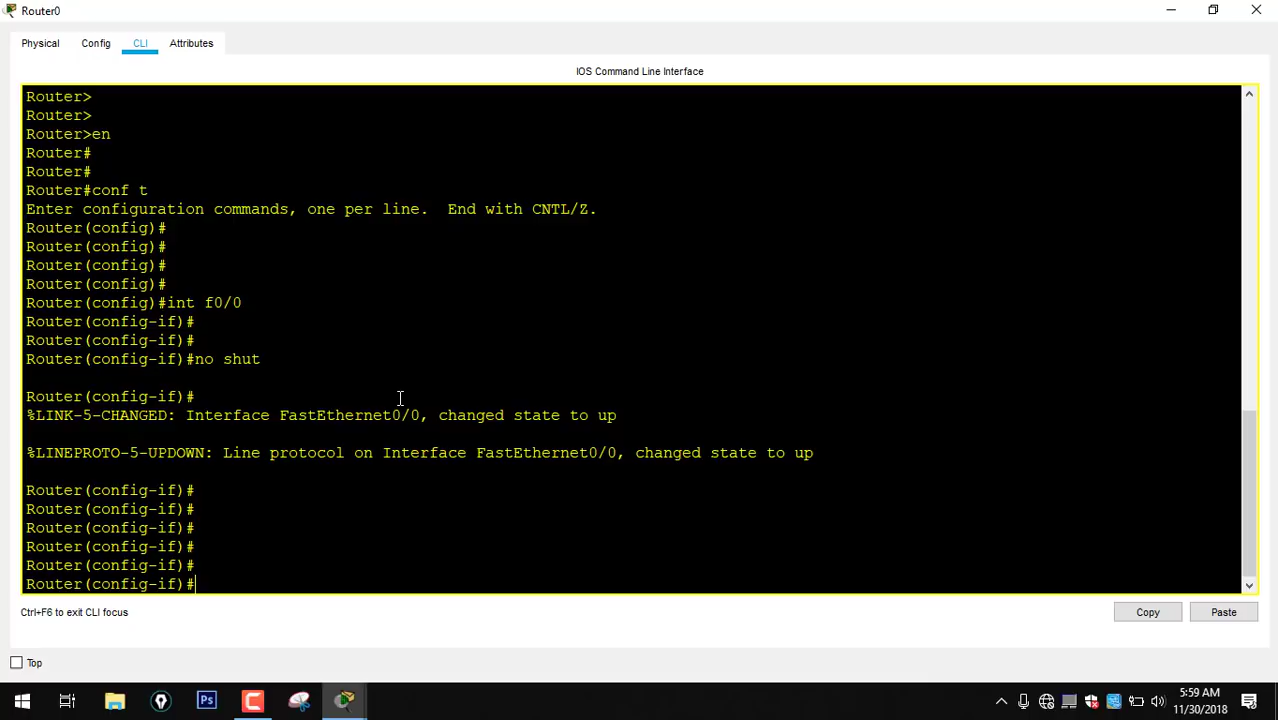 Router0
Physical Config CLI Attributes
IOS Command Line Interface
Router>
Router>
Router>en
Router#
Router#
Router#conf t
Enter configuration commands, one per line.  End with CNTL/Z.
Router(config)#
Router(config)#
Router(config)#
Router(config)#
Router(config)#int f0/0
Router(config-if)#
Router(config-if)#
Router(config-if)#no shut
Router(config-if)#
%LINK-5-CHANGED: Interface FastEthernet0/0, changed state to up
%LINEPROTO-5-UPDOWN: Line protocol on Interface FastEthernet0/0, changed state to up
Router(config-if)#
Router(config-if)#
Router(config-if)#
Router(config-if)#
Router(config-if)#
Router(config-if)#
Ctrl+F6 to exit CLI focus
Copy Paste
Top
Ps
5:59 AM
11/30/2018